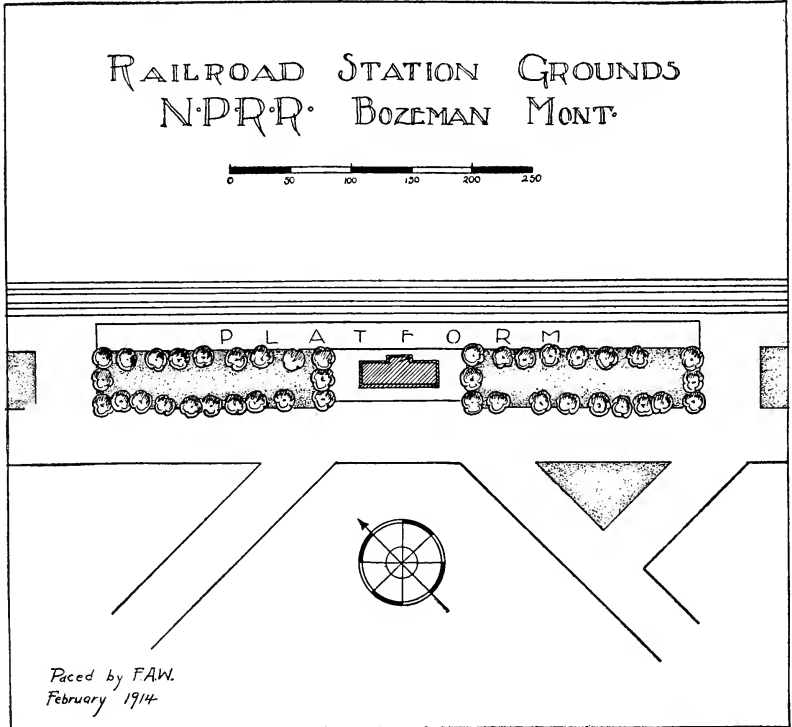 RAILROAD STATION GROUNDS
N·P·R·R· BOZEMAN MONT·
0 50 100 150 200 250
PLATFORM
Paced by F.A.W.
February 1914